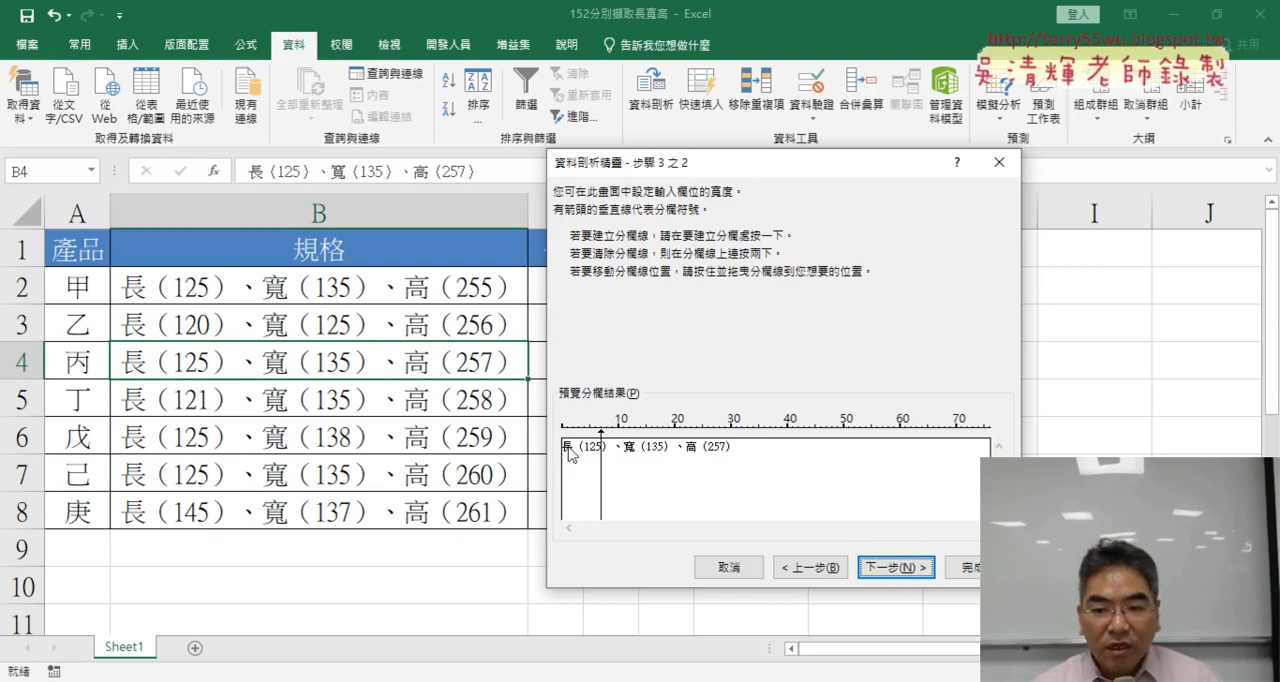 152分別擷取長寬高 - Excel
登入
檔案 常用 插入 版面配置 公式 資料 校閱 檢視 開發人員 增益集 說明 告訴我您想做什麼 共用
http://terry55wu.blogspot.tw
吳清輝老師錄製
取得資料 從文字/CSV 從Web 從表格/範圍 最近使用的來源 現有連線
全部重新整理 查詢與連線 內容 編輯連結
排序... 篩選 清除 重新套用 進階...
資料剖析 快速填入 移除重複項 資料驗證 合併彙算 關聯圖 管理資料模型
模擬分析 預測工作表 組成群組 取消群組 小計
取得及轉換資料 查詢與連線 排序與篩選 資料工具 預測 大綱
B4 fx 長（125）、寬（135）、高（257）
A B I J
1 產品 規格
2 甲 長（125）、寬（135）、高（255）
3 乙 長（120）、寬（125）、高（256）
4 丙 長（125）、寬（135）、高（257）
5 丁 長（121）、寬（135）、高（258）
6 戊 長（125）、寬（138）、高（259）
7 己 長（125）、寬（135）、高（260）
8 庚 長（145）、寬（137）、高（261）
9
10
11
資料剖析精靈 - 步驟 3 之 2
您可在此畫面中設定輸入欄位的寬度。
有箭頭的垂直線代表分欄符號。
若要建立分欄線，請在要建立分欄處按一下。
若要清除分欄線，則在分欄線上連按兩下。
若要移動分欄線位置，請按住並拖曳分欄線到您想要的位置。
預覽分欄結果(P)
10 20 30 40 50 60 70
長（125）、寬（135）、高（257）
取消 < 上一步(B) 下一步(N) > 完成
Sheet1
就緒